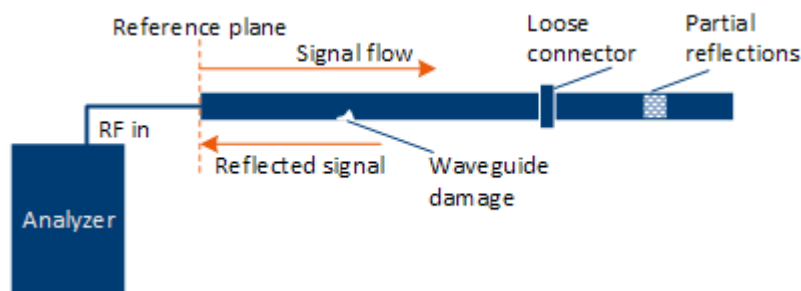 Reference plane
Signal flow
Loose
connector
Partial
reflections
RF in
Reflected signal
Waveguide
damage
Analyzer